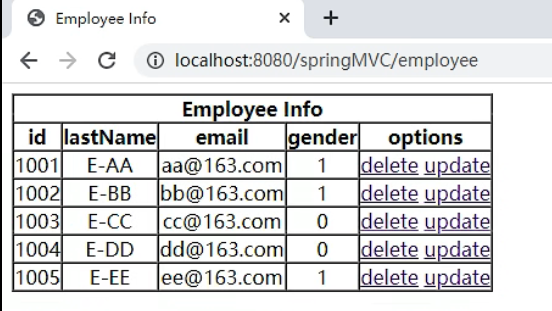 Employee Info
localhost:8080/springMVC/employee
Employee Info
id lastName email gender options
1001 E-AA aa@163.com 1 delete update
1002 E-BB bb@163.com 1 delete update
1003 E-CC cc@163.com 0 delete update
1004 E-DD dd@163.com 0 delete update
1005 E-EE ee@163.com 1 delete update